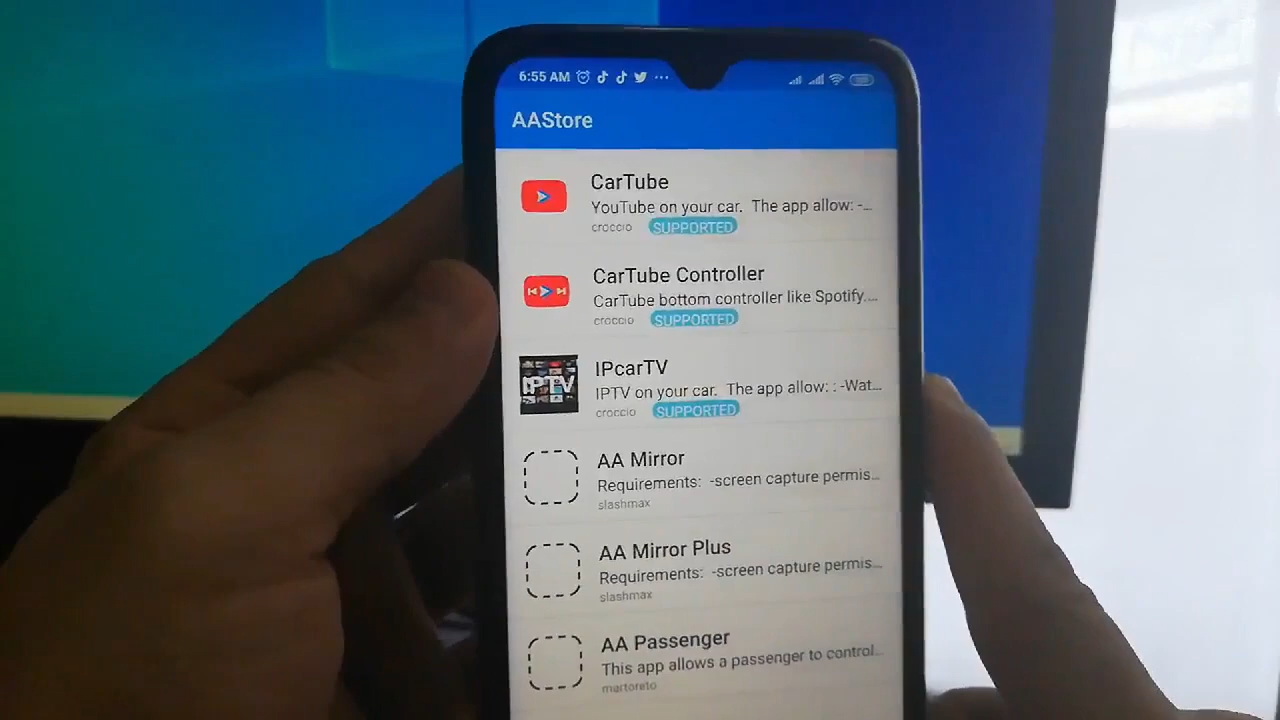 6:55 AM
AAStore
CarTube
YouTube on your car. The app allow: -...
croccio SUPPORTED
CarTube Controller
CarTube bottom controller like Spotify....
croccio SUPPORTED
IPTV
IPcarTV
IPTV on your car. The app allow: : -Wat...
croccio SUPPORTED
AA Mirror
Requirements: -screen capture permis...
slashmax
AA Mirror Plus
Requirements: -screen capture permis...
slashmax
AA Passenger
This app allows a passenger to control...
martoreto